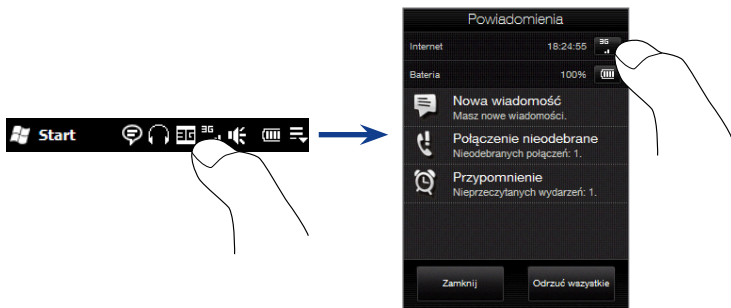 Start
3G
3G
Powiadomienia
Internet 18:24:55 3G
Bateria 100%
Nowa wiadomość
Masz nowe wiadomości.
Połączenie nieodebrane
Nieodebranych połączeń: 1.
Przypomnienie
Nieprzeczytanych wydarzeń: 1.
Zamknij Odrzuć wszystkie